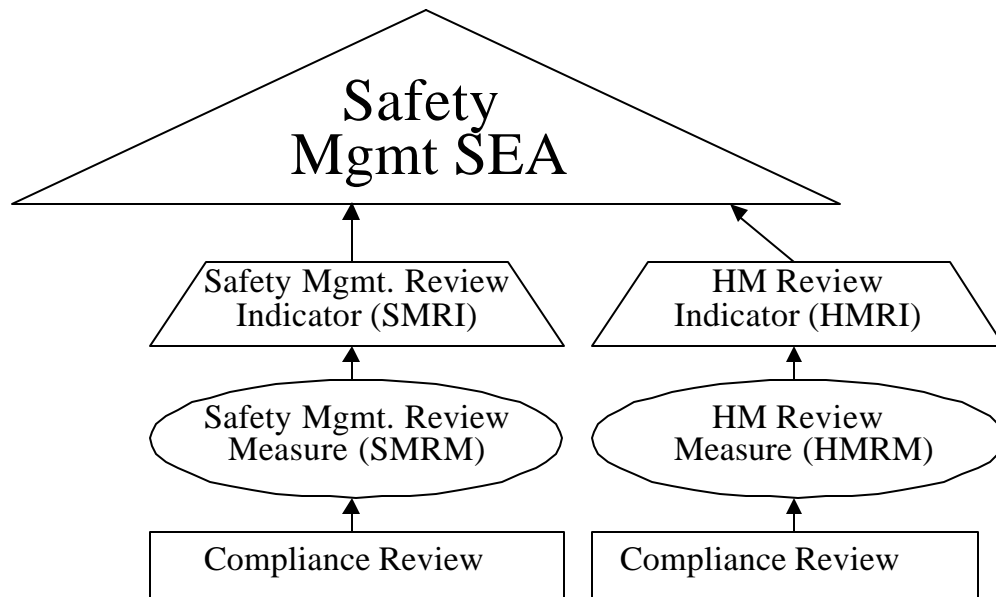 Safety
Mgmt SEA
Safety Mgmt. Review
Indicator (SMRI)
HM Review
Indicator (HMRI)
Safety Mgmt. Review
Measure (SMRM)
HM Review
Measure (HMRM)
Compliance Review
Compliance Review